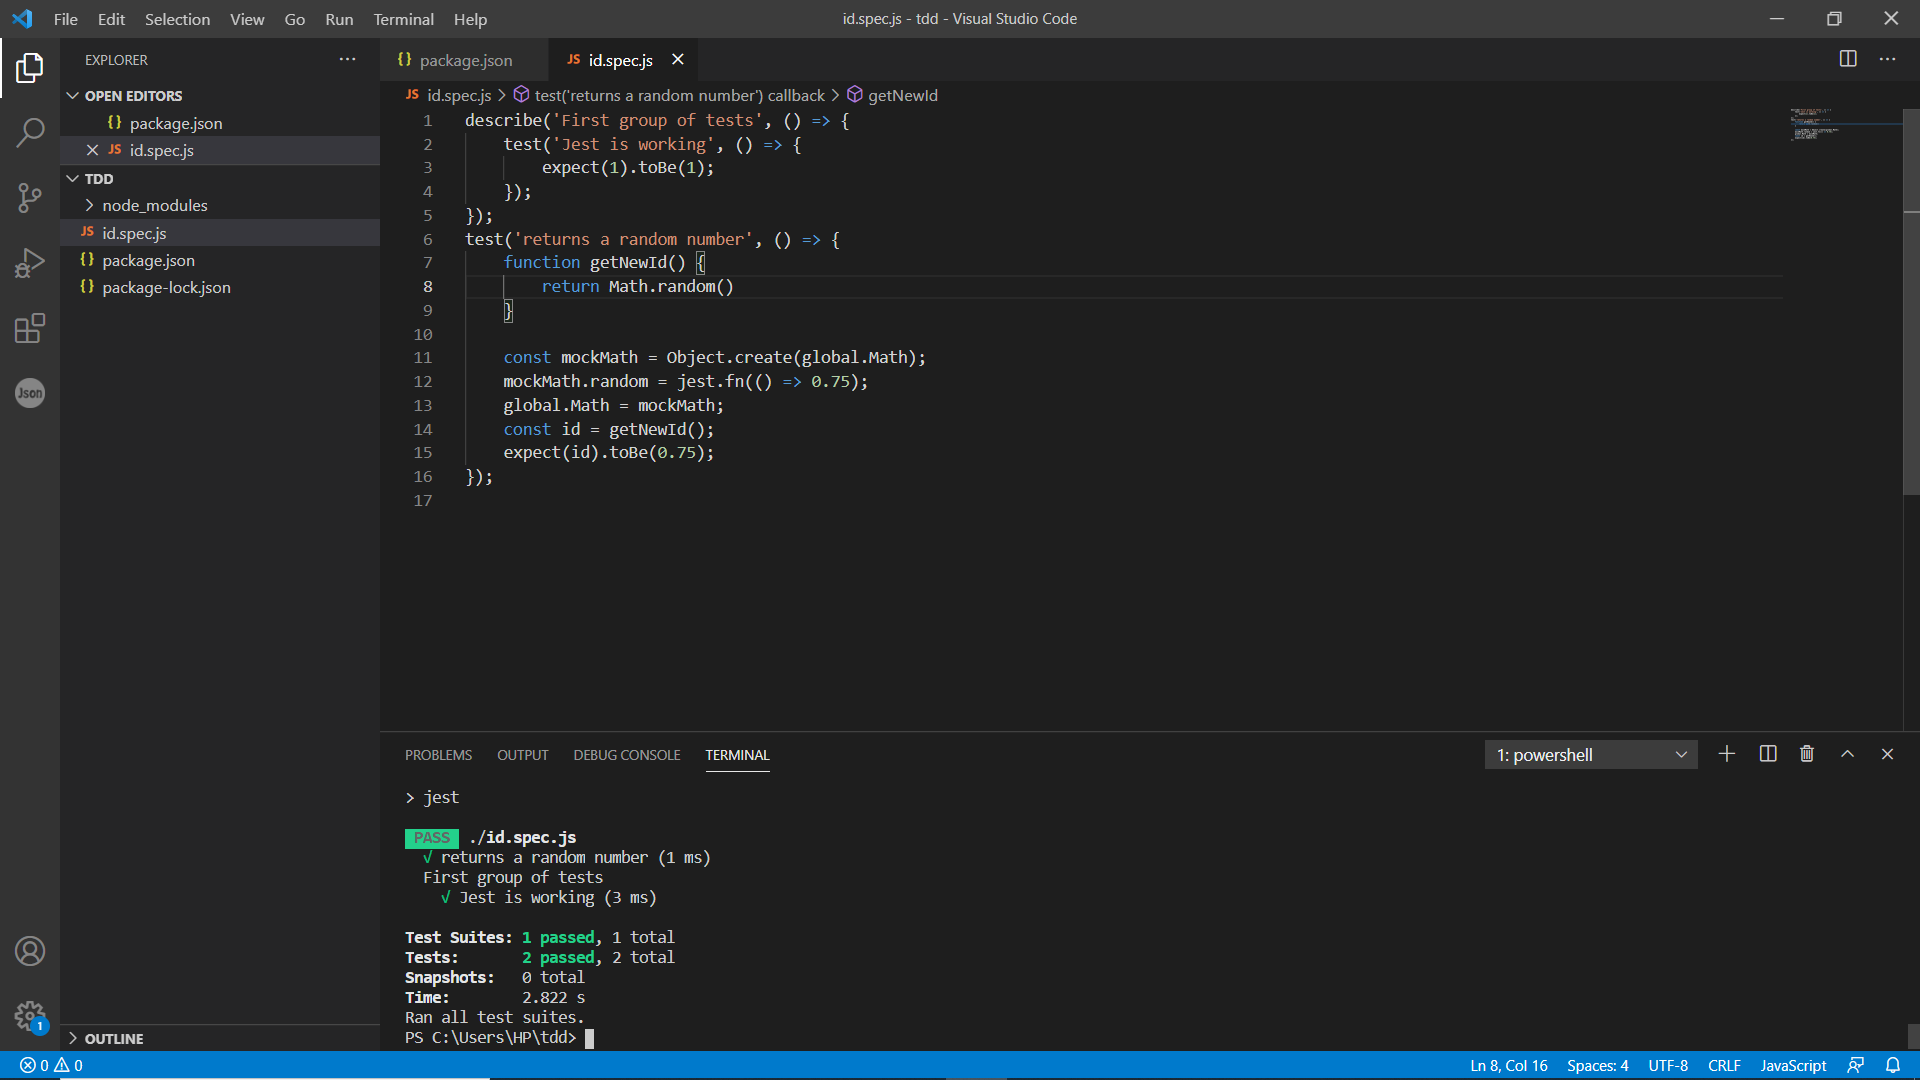 File Edit Selection View Go Run Terminal Help
id.spec.js - tdd - Visual Studio Code
EXPLORER
OPEN EDITORS
package.json
JS id.spec.js
TDD
node_modules
JS id.spec.js
package.json
package-lock.json
Json
1
OUTLINE
{} package.json
JS id.spec.js
JS id.spec.js > test('returns a random number') callback > getNewId
1 describe('First group of tests', () => {
2 test('Jest is working', () => {
3 expect(1).toBe(1);
4 });
5 });
6 test('returns a random number', () => {
7 function getNewId() {
8 return Math.random()
9 }
10
11 const mockMath = Object.create(global.Math);
12 mockMath.random = jest.fn(() => 0.75);
13 global.Math = mockMath;
14 const id = getNewId();
15 expect(id).toBe(0.75);
16 });
17
PROBLEMS OUTPUT DEBUG CONSOLE TERMINAL
1: powershell
> jest
PASS ./id.spec.js
√ returns a random number (1 ms)
First group of tests
√ Jest is working (3 ms)
Test Suites: 1 passed, 1 total
Tests: 2 passed, 2 total
Snapshots: 0 total
Time: 2.822 s
Ran all test suites.
PS C:\Users\HP\tdd>
0 0
Ln 8, Col 16 Spaces: 4 UTF-8 CRLF JavaScript